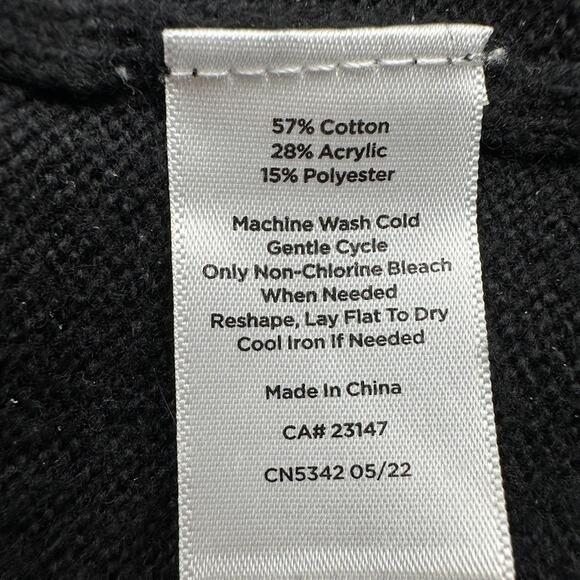 57% Cotton
28% Acrylic
15% Polyester
Machine Wash Cold
Gentle Cycle
Only Non-Chlorine Bleach
When Needed
Reshape, Lay Flat To Dry
Cool Iron If Needed
Made In China
CA# 23147
CN5342 05/22